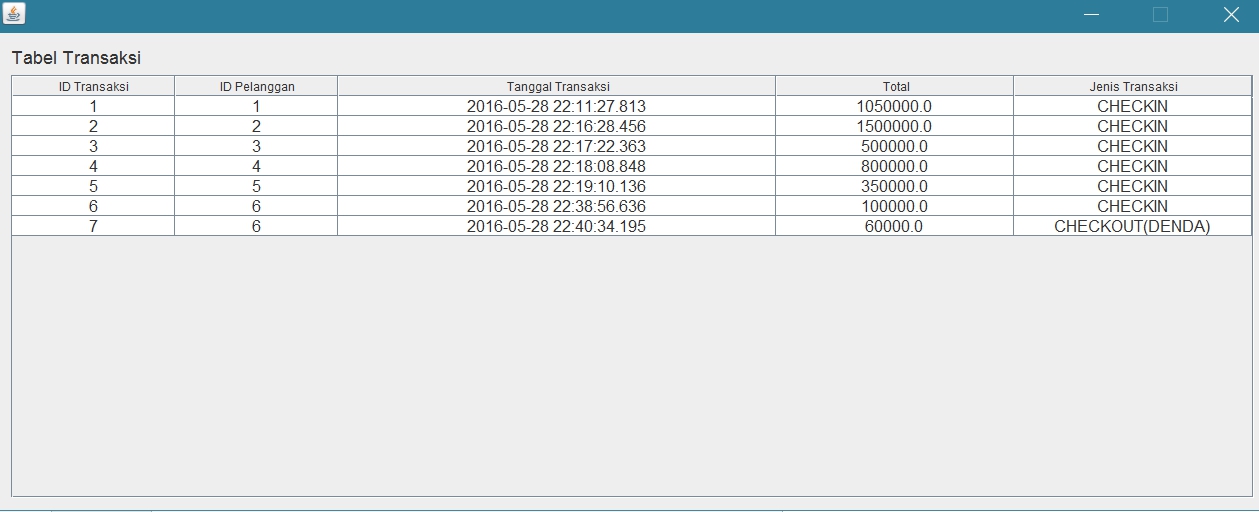 Tabel Transaksi
ID Transaksi ID Pelanggan Tanggal Transaksi Total Jenis Transaksi
1 1 2016-05-28 22:11:27.813 1050000.0 CHECKIN
2 2 2016-05-28 22:16:28.456 1500000.0 CHECKIN
3 3 2016-05-28 22:17:22.363 500000.0 CHECKIN
4 4 2016-05-28 22:18:08.848 800000.0 CHECKIN
5 5 2016-05-28 22:19:10.136 350000.0 CHECKIN
6 6 2016-05-28 22:38:56.636 100000.0 CHECKIN
7 6 2016-05-28 22:40:34.195 60000.0 CHECKOUT(DENDA)